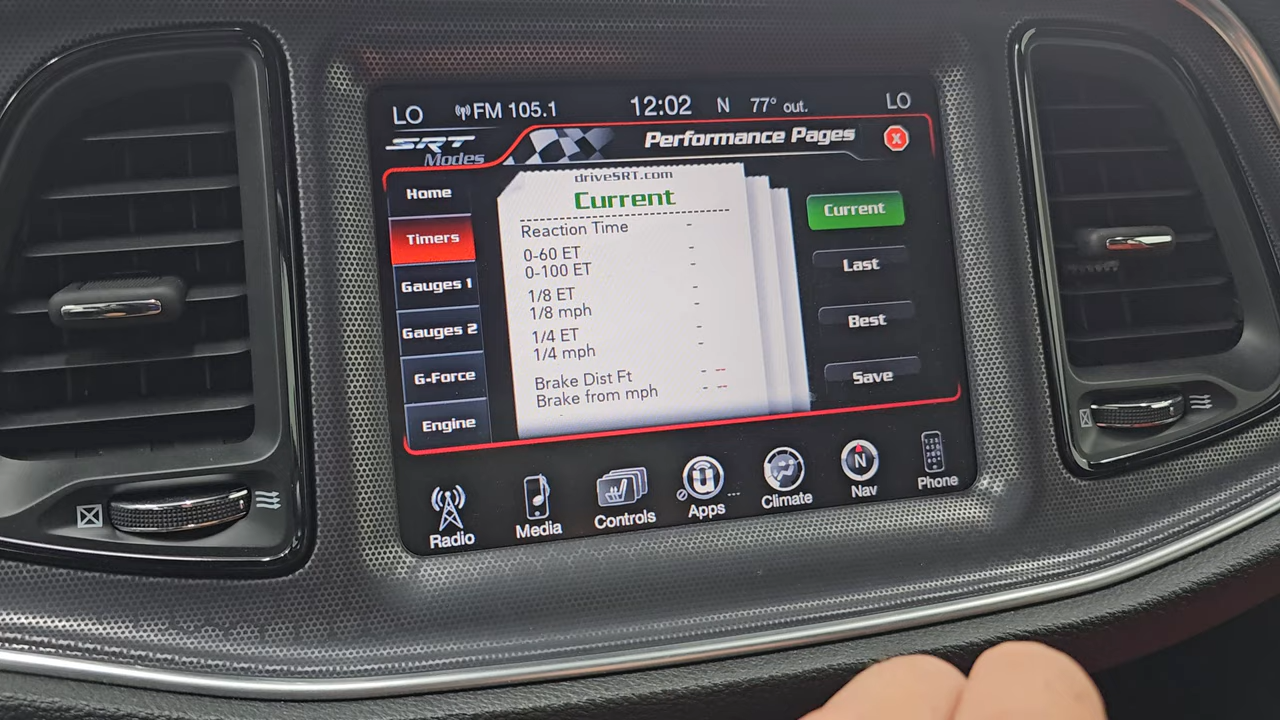 LO FM 105.1 12:02 N 77° out. LO
SRT
Modes
Performance Pages
X
Home
Timers
Gauges 1
Gauges 2
G-Force
Engine
driveSRT.com
Current
Reaction Time -
0-60 ET -
0-100 ET -
1/8 ET -
1/8 mph -
1/4 ET -
1/4 mph -
Brake Dist Ft - --
Brake from mph - --
Current
Last
Best
Save
Radio
Media
Controls
Apps
Climate
N
Nav
Phone